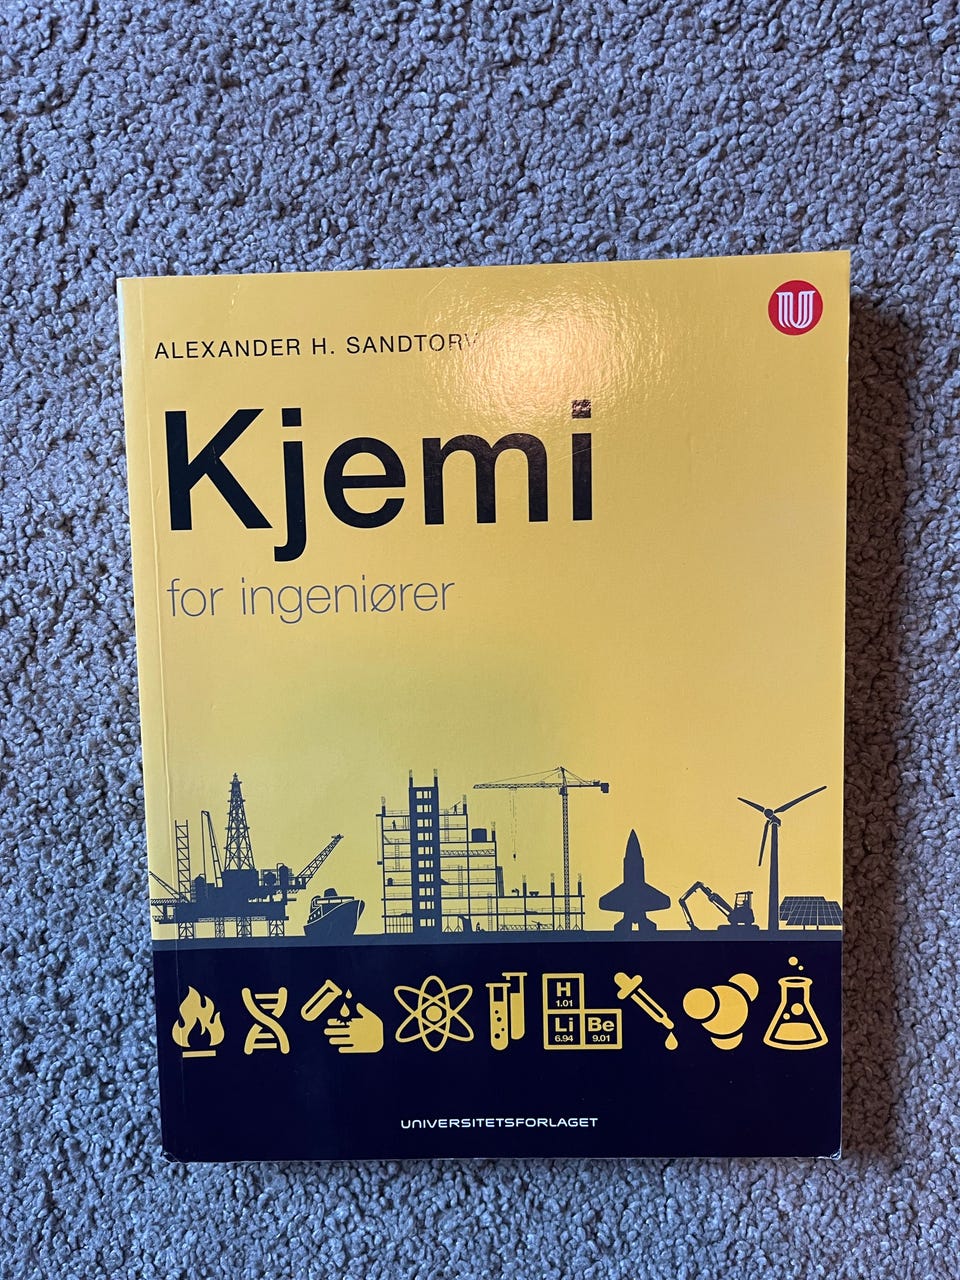 ALEXANDER H. SANDTORV
U
Kjemi
for ingeniører
H
1.01
Li Be
6.94 9.01
UNIVERSITETSFORLAGET